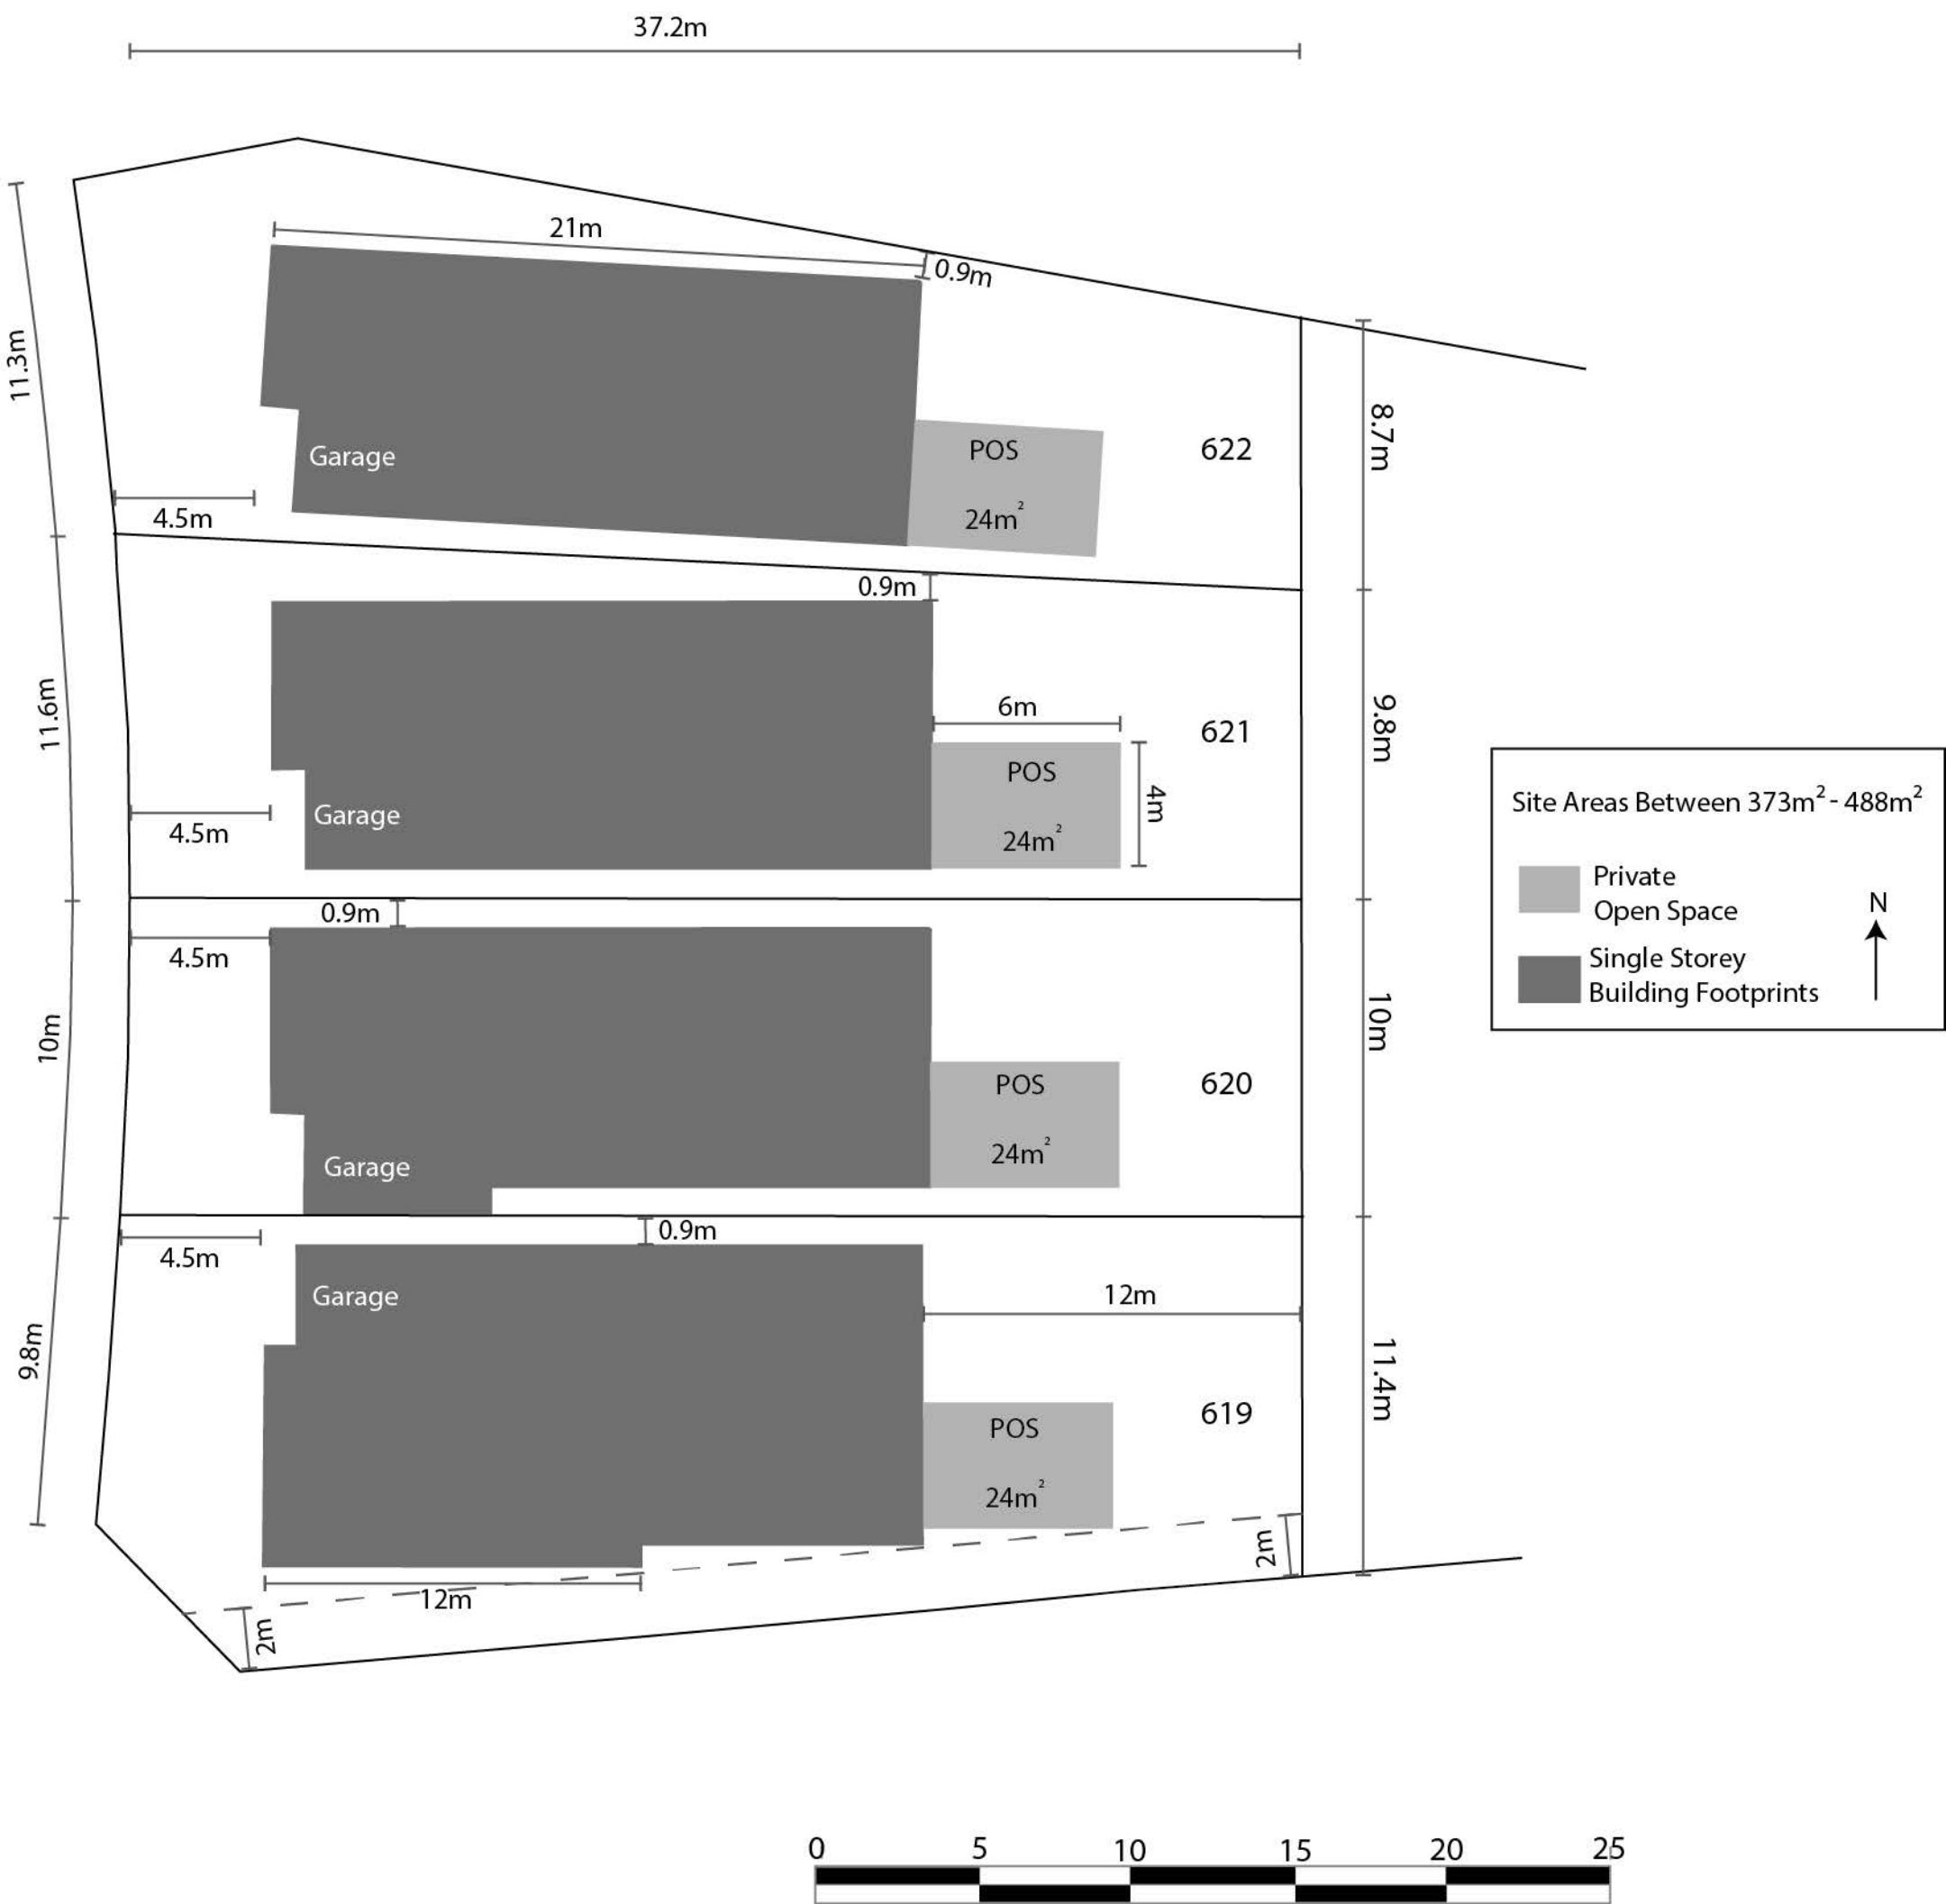 37.2m
21m
0.9m
11.3m
8.7m
Garage
POS
24m²
622
4.5m
0.9m
11.6m
6m
621
9.8m
POS
4m
24m²
Garage
4.5m
Site Areas Between 373m² - 488m²
Private
Open Space
N
Single Storey
Building Footprints
0.9m
4.5m
10m
10m
POS
24m²
620
Garage
0.9m
4.5m
Garage
12m
9.8m
11.4m
POS
24m²
619
2m
12m
2m
0 5 10 15 20 25